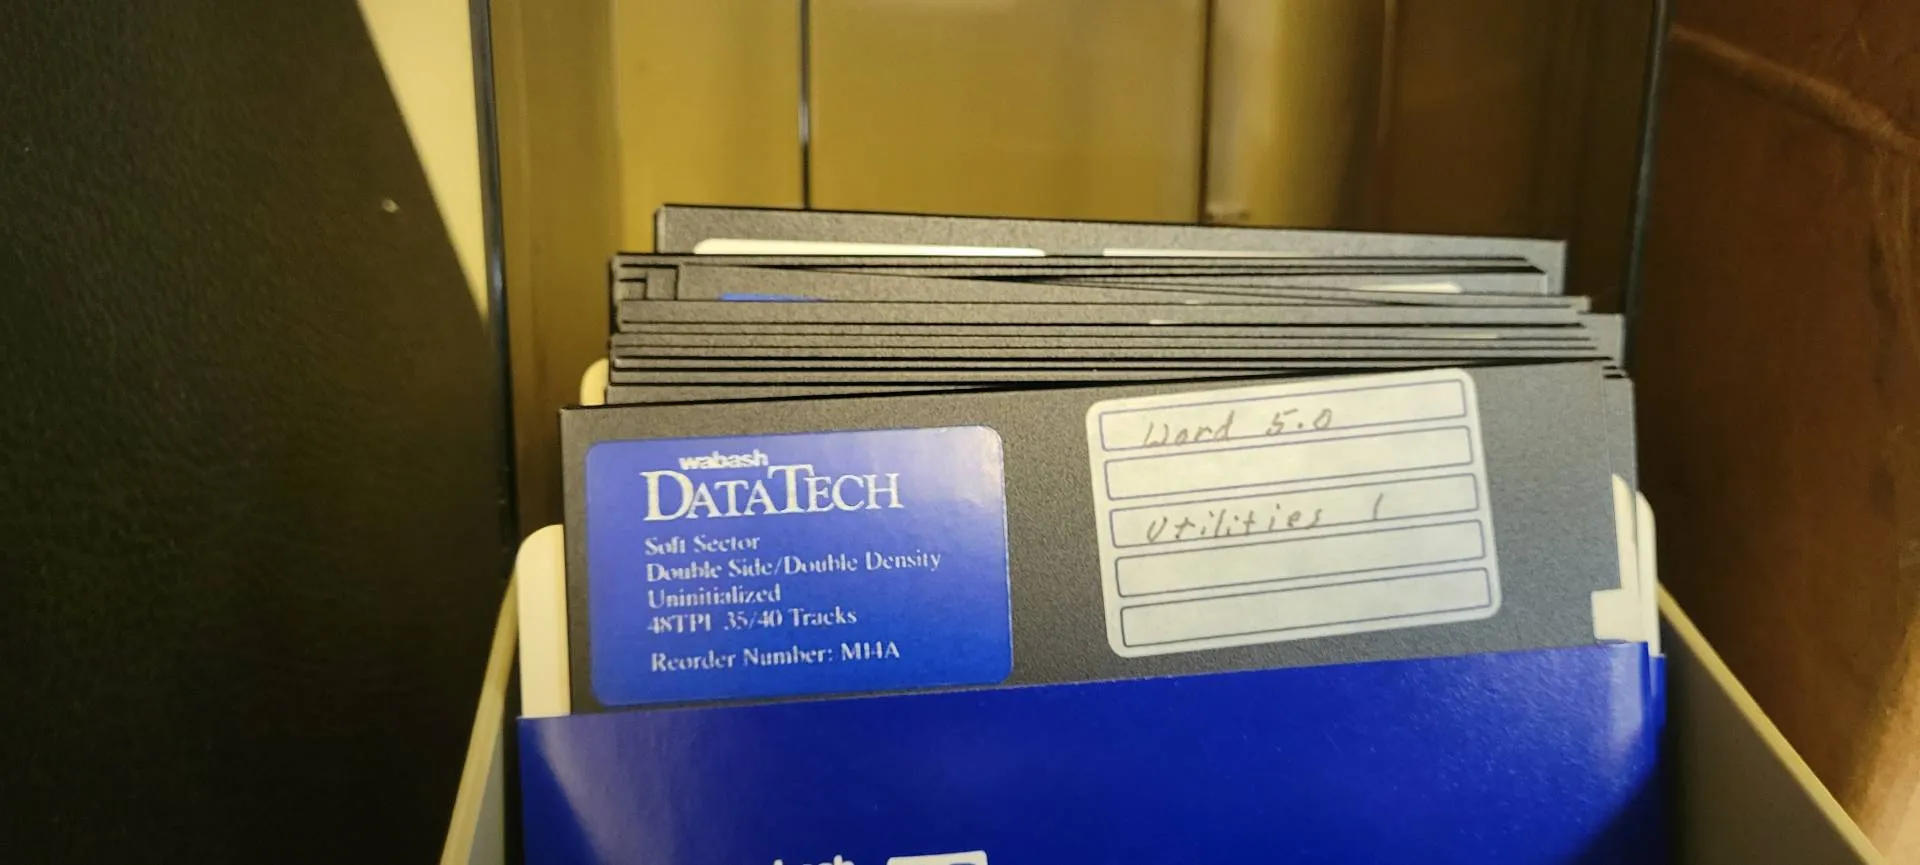 wabash
DATATECH
Soft Sector
Double Side/Double Density
Uninitialized
48TPI 35/40 Tracks
Reorder Number: M14A
Word 5.0
Utilities 1
wabash